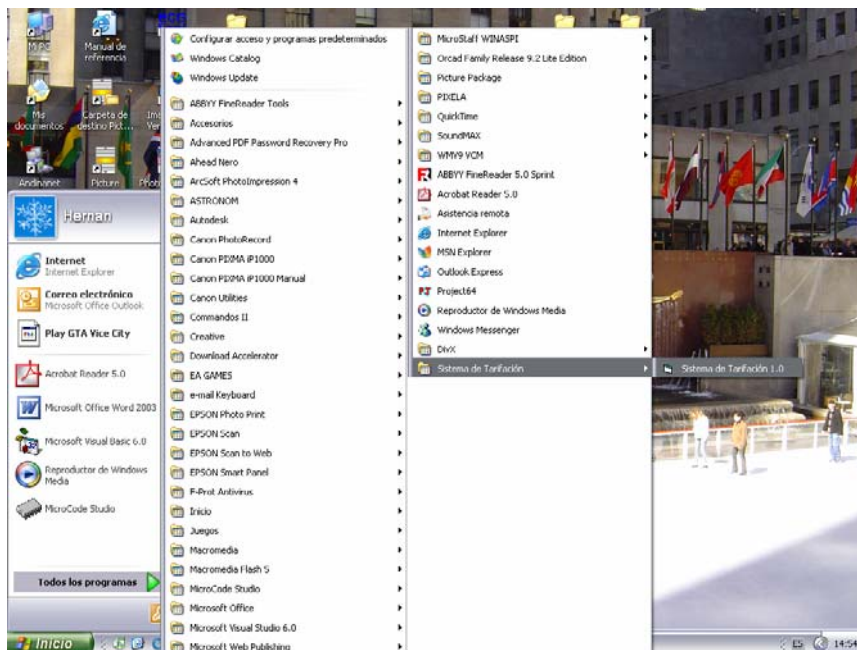 Mi PC
Manual de
referencia
Mis
documentos
Carpeta de
destino Pict...
Andinanet
Picture
Hernan
Internet
Internet Explorer
Correo electrónico
Microsoft Office Outlook
Play GTA Vice City
Acrobat Reader 5.0
Microsoft Office Word 2003
Microsoft Visual Basic 6.0
Reproductor de Windows
Media
MicroCode Studio
Todos los programas
Inicio
Configurar acceso y programas predeterminados
Windows Catalog
Windows Update
ABBYY FineReader Tools
Accesorios
Advanced PDF Password Recovery Pro
Ahead Nero
ArcSoft PhotoImpression 4
ASTRONOM
Autodesk
Canon PhotoRecord
Canon PIXMA iP1000
Canon PIXMA iP1000 Manual
Canon Utilities
Commandos II
Creative
Download Accelerator
EA GAMES
e-mail Keyboard
EPSON Photo Print
EPSON Scan
EPSON Scan to Web
EPSON Smart Panel
F-Prot Antivirus
Inicio
Juegos
Macromedia
Macromedia Flash 5
MicroCode Studio
Microsoft Office
Microsoft Visual Studio 6.0
Microsoft Web Publishing
MicroStaff WINASPI
Orcad Family Release 9.2 Lite Edition
Picture Package
PIXELA
QuickTime
SoundMAX
WMV9 VCM
ABBYY FineReader 5.0 Sprint
Acrobat Reader 5.0
Asistencia remota
Internet Explorer
MSN Explorer
Outlook Express
Project64
Reproductor de Windows Media
Windows Messenger
DivX
Sistema de Tarifación
Sistema de Tarifación 1.0
ES
14:54